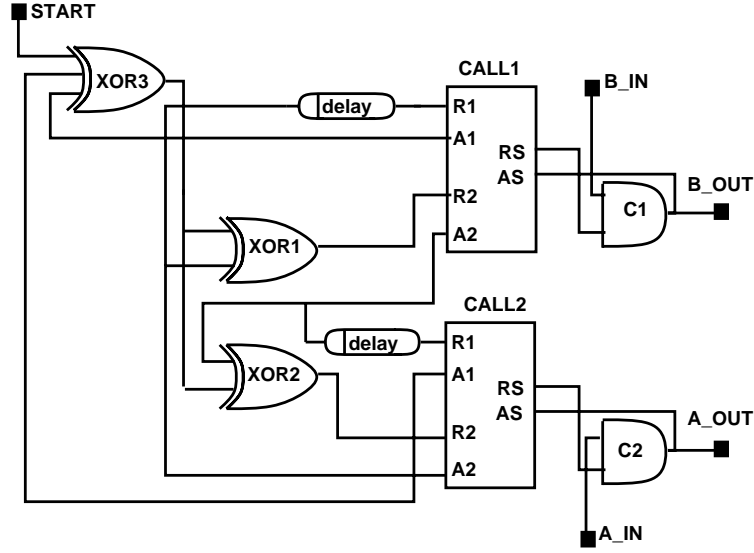 START
XOR3
CALL1
delay
R1
A1
R2
A2
RS
AS
B_IN
B_OUT
C1
XOR1
CALL2
delay
R1
A1
R2
A2
RS
AS
XOR2
A_OUT
C2
A_IN